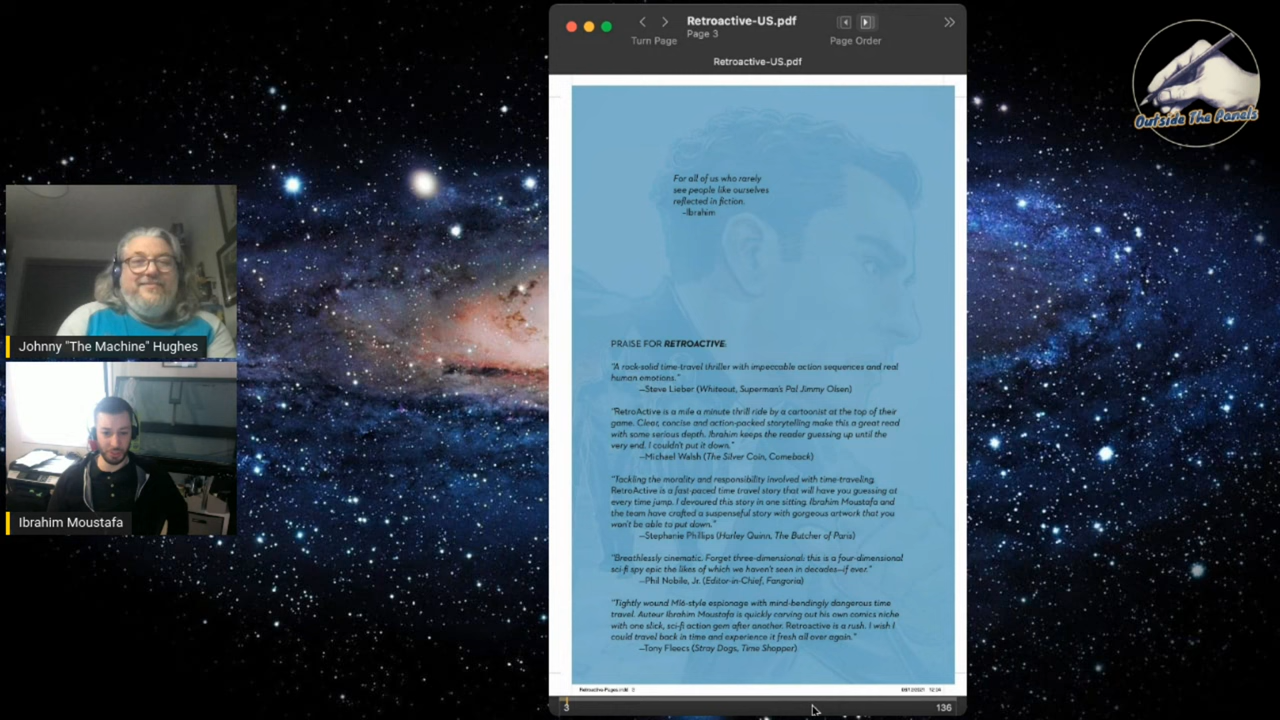 Retroactive-US.pdf
Page 3
Turn Page
Page Order
Retroactive-US.pdf
Outside The Panels
For all of us who rarely
see people like ourselves
reflected in fiction.
–Ibrahim
PRAISE FOR RETROACTIVE:
"A rock-solid time-travel thriller with impeccable action sequences and real
human emotions."
—Steve Lieber (Whiteout, Superman's Pal Jimmy Olsen)
"RetroActive is a mile a minute thrill ride by a cartoonist at the top of their
game. Clear, concise and action-packed storytelling make this a great read
with some serious depth. Ibrahim keeps the reader guessing up until the
very end. I couldn't put it down."
—Michael Walsh (The Silver Coin, Comeback)
"Tackling the morality and responsibility involved with time-traveling,
RetroActive is a fast-paced time travel story that will have you guessing at
every time jump. I devoured this story in one sitting. Ibrahim Moustafa and
the team have crafted a suspenseful story with gorgeous artwork that you
won't be able to put down."
—Stephanie Phillips (Harley Quinn, The Butcher of Paris)
"Breathlessly cinematic. Forget three-dimensional: this is a four-dimensional
sci-fi spy epic the likes of which we haven't seen in decades—if ever."
—Phil Nobile, Jr. (Editor-in-Chief, Fangoria)
"Tightly wound MI6-style espionage with mind-bendingly dangerous time
travel. Auteur Ibrahim Moustafa is quickly carving out his own comics niche
with one slick, sci-fi action gem after another. Retroactive is a rush. I wish I
could travel back in time and experience it fresh all over again."
—Tony Fleecs (Stray Dogs, Time Shopper)
Retroactive-Pages.indd 3
3
136
Johnny "The Machine" Hughes
Ibrahim Moustafa